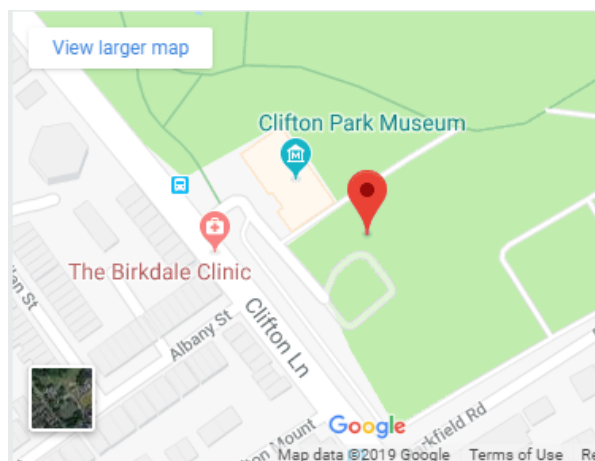 View larger map
Clifton Park Museum
M
The Birkdale Clinic
Albany St
Clifton Ln
Mount
Google
Map data ©2019 Google Terms of Use